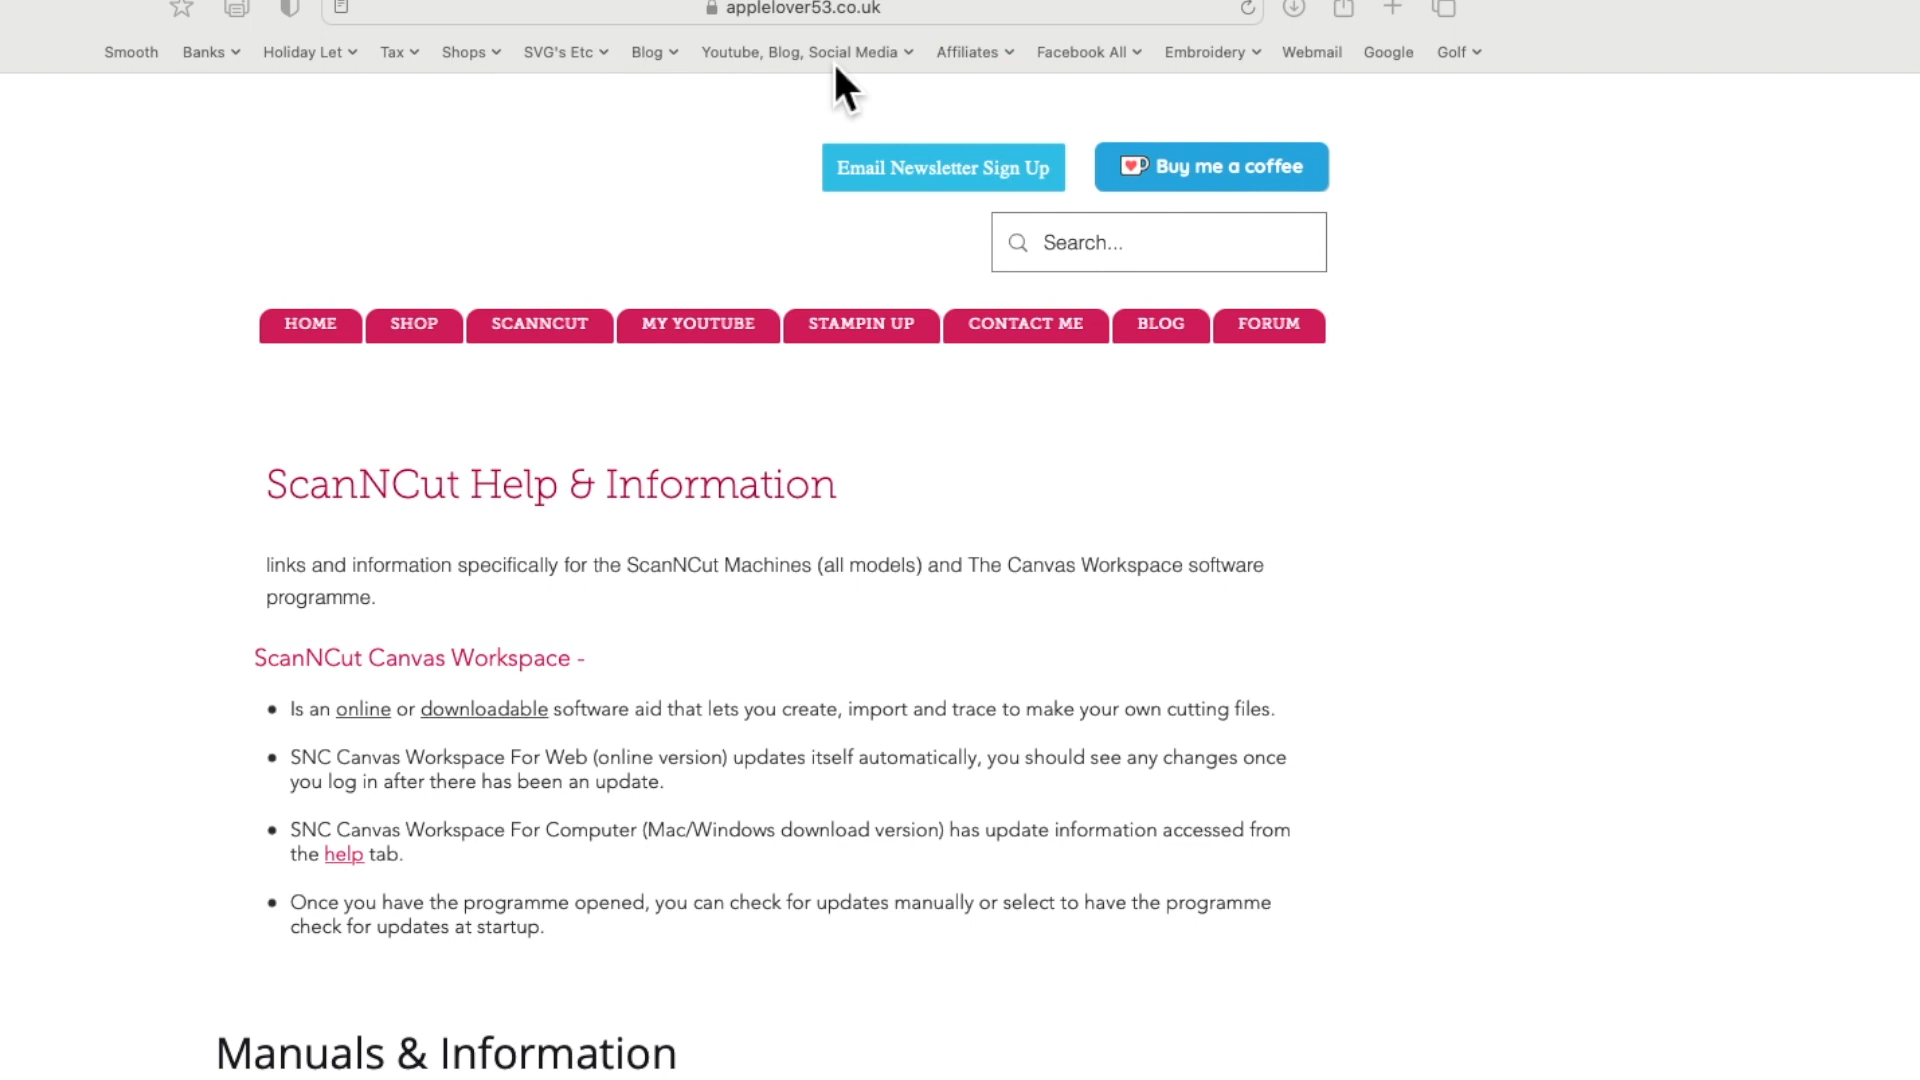 applelover53.co.uk
Smooth Banks Holiday Let Tax Shops SVG's Etc Blog Youtube, Blog, Social Media Affiliates Facebook All Embroidery Webmail Google Golf
Email Newsletter Sign Up
Buy me a coffee
Search...
HOME SHOP SCANNCUT MY YOUTUBE STAMPIN UP CONTACT ME BLOG FORUM
ScanNCut Help & Information
links and information specifically for the ScanNCut Machines (all models) and The Canvas Workspace software
programme.
ScanNCut Canvas Workspace -
• Is an online or downloadable software aid that lets you create, import and trace to make your own cutting files.
• SNC Canvas Workspace For Web (online version) updates itself automatically, you should see any changes once
you log in after there has been an update.
• SNC Canvas Workspace For Computer (Mac/Windows download version) has update information accessed from
the help tab.
• Once you have the programme opened, you can check for updates manually or select to have the programme
check for updates at startup.
Manuals & Information